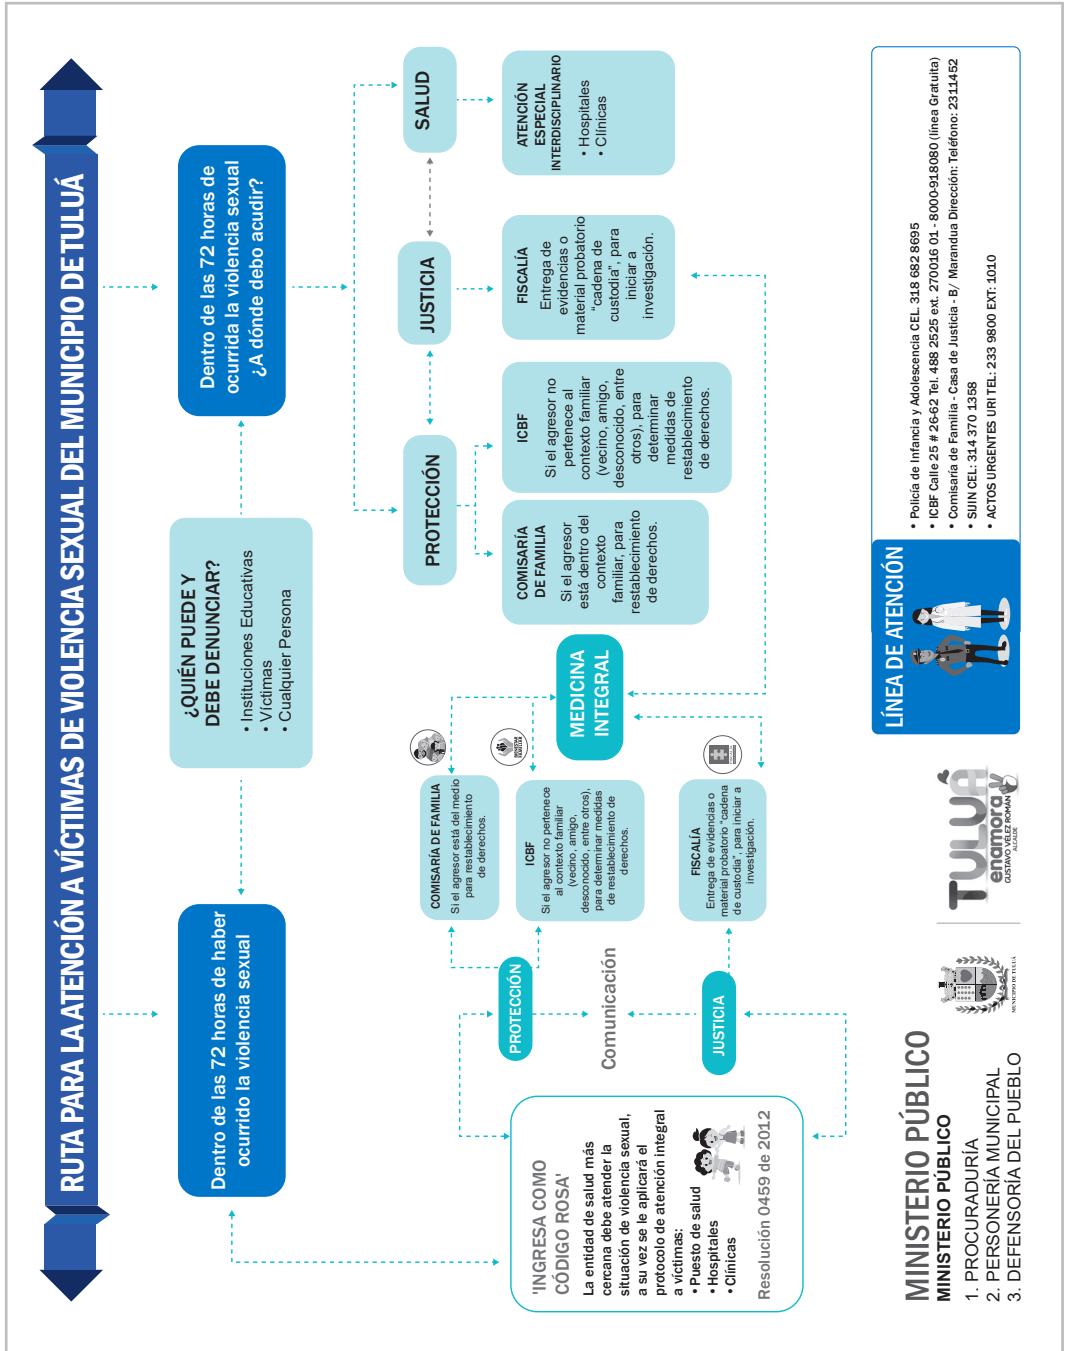 RUTA PARA LA ATENCIÓN A VÍCTIMAS DE VIOLENCIA SEXUAL DEL MUNICIPIO DE TULUÁ
Dentro de las 72 horas de haber
ocurrido la violencia sexual
¿QUIÉN PUEDE Y
DEBE DENUNCIAR?
• Instituciones Educativas
• Víctimas
• Cualquier Persona
Dentro de las 72 horas de
ocurrida la violencia sexual
¿A dónde debo acudir?
'INGRESA COMO
CÓDIGO ROSA'
La entidad de salud más
cercana debe atender la
situación de violencia sexual,
a su vez se le aplicará el
protocolo de atención integral
a víctimas:
• Puesto de salud
• Hospitales
• Clínicas
Resolución 0459 de 2012
PROTECCIÓN
Comunicación
JUSTICIA
COMISARÍA DE FAMILIA
Si el agresor está del medio
para restablecimiento
de derechos.
ICBF
Si el agresor no pertenece
al contexto familiar
(vecino, amigo,
desconocido, entre otros),
para determinar medidas
de restablecimiento de
derechos.
BIENESTAR
FAMILIAR
FISCALÍA
Entrega de evidencias o
material probatorio “cadena
de custodia”, para iniciar a
investigación.
MEDICINA
INTEGRAL
PROTECCIÓN
JUSTICIA
SALUD
COMISARÍA
DE FAMILIA
Si el agresor
está dentro del
contexto
familiar, para
restablecimiento
de derechos.
ICBF
Si el agresor no
pertenece al
contexto familiar
(vecino, amigo,
desconocido, entre
otros), para
determinar
medidas de
restablecimiento
de derechos.
FISCALÍA
Entrega de
evidencias o
material probatorio
“cadena de
custodia”, para
iniciar a
investigación.
ATENCIÓN
ESPECIAL
INTERDISCIPLINARIO
• Hospitales
• Clínicas
MINISTERIO PÚBLICO
MINISTERIO PÚBLICO
1. PROCURADURÍA
2. PERSONERÍA MUNICIPAL
3. DEFENSORÍA DEL PUEBLO
MUNICIPIO DE TULUÁ
TULUÁ
enamora
GUSTAVO VÉLEZ ROMÁN
ALCALDE
LÍNEA DE ATENCIÓN
• Policía de Infancia y Adolescencia CEL. 318 682 8695
• ICBF Calle 25 # 26-62 Tel. 488 2525 ext. 270016 01 - 8000-918080 (línea Gratuita)
• Comisaría de Familia - Casa de Justicia - B/ Marandua Dirección: Teléfono: 2311452
• SIJIN CEL: 314 370 1358
• ACTOS URGENTES URI TEL: 233 9800 EXT: 1010